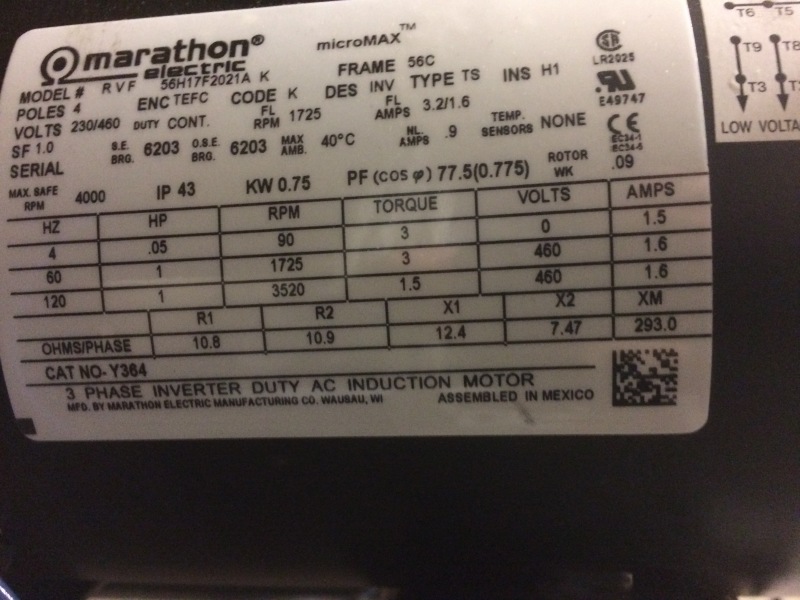 marathon®
electric
microMAX™
MODEL # RVF 56H17F2021A K FRAME 56C
POLES 4 ENC TEFC CODE K DES INV TYPE TS INS H1
VOLTS 230/460 DUTY CONT. FL RPM 1725 FL AMPS 3.2/1.6
SF 1.0 S.E. BRG. 6203 O.S.E. BRG. 6203 MAX AMB. 40°C NL. AMPS .9 TEMP. SENSORS NONE
SERIAL
MAX. SAFE RPM 4000 IP 43 KW 0.75 PF (COS φ) 77.5(0.775) ROTOR WK .09
LR2025
E49747
CE
IEC34-1
IEC34-5
HZ HP RPM TORQUE VOLTS AMPS
4 .05 90 3 0 1.5
60 1 1725 3 460 1.6
120 1 3520 1.5 460 1.6
R1 R2 X1 X2 XM
OHMS/PHASE 10.8 10.9 12.4 7.47 293.0
CAT NO-Y364
3 PHASE INVERTER DUTY AC INDUCTION MOTOR
MFD. BY MARATHON ELECTRIC MANUFACTURING CO. WAUSAU, WI ASSEMBLED IN MEXICO
T6 T5
T9 T8
T3
LOW VOLTA